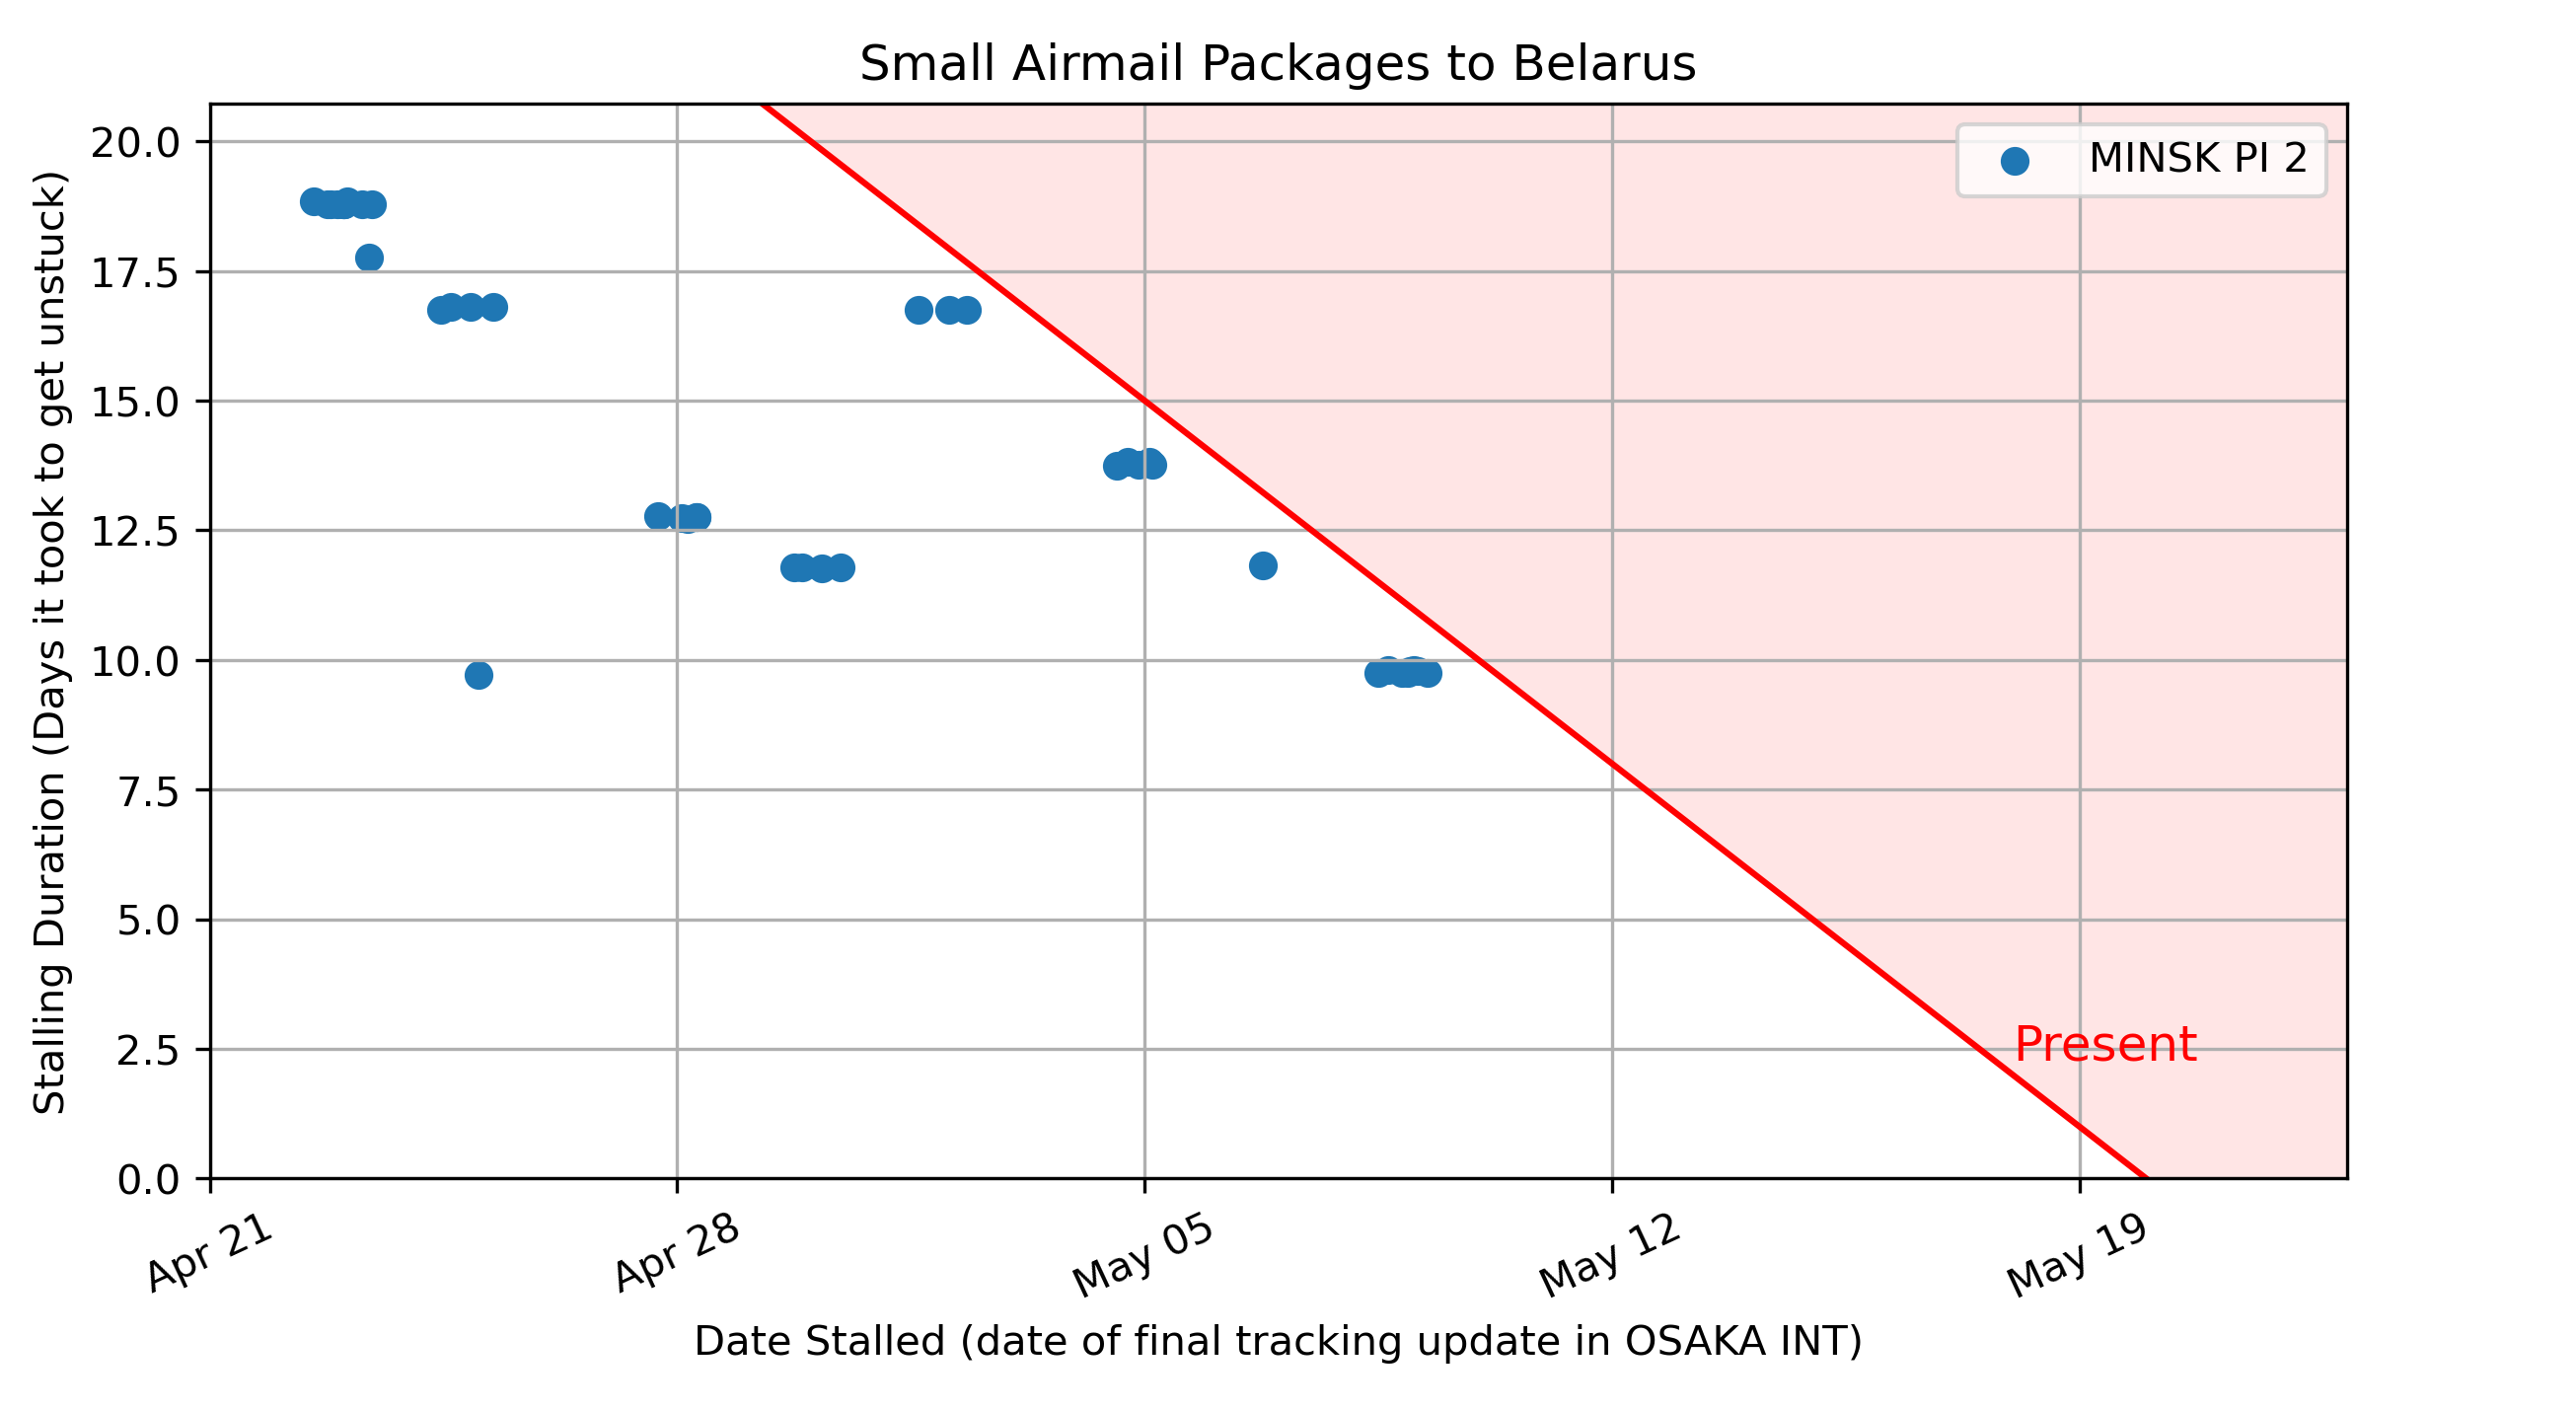 Small Airmail Packages to Belarus
MINSK PI 2
Stalling Duration (Days it took to get unstuck)
20.0
17.5
15.0
12.5
10.0
7.5
5.0
2.5
0.0
Present
Apr 21
Apr 28
May 05
May 12
May 19
Date Stalled (date of final tracking update in OSAKA INT)